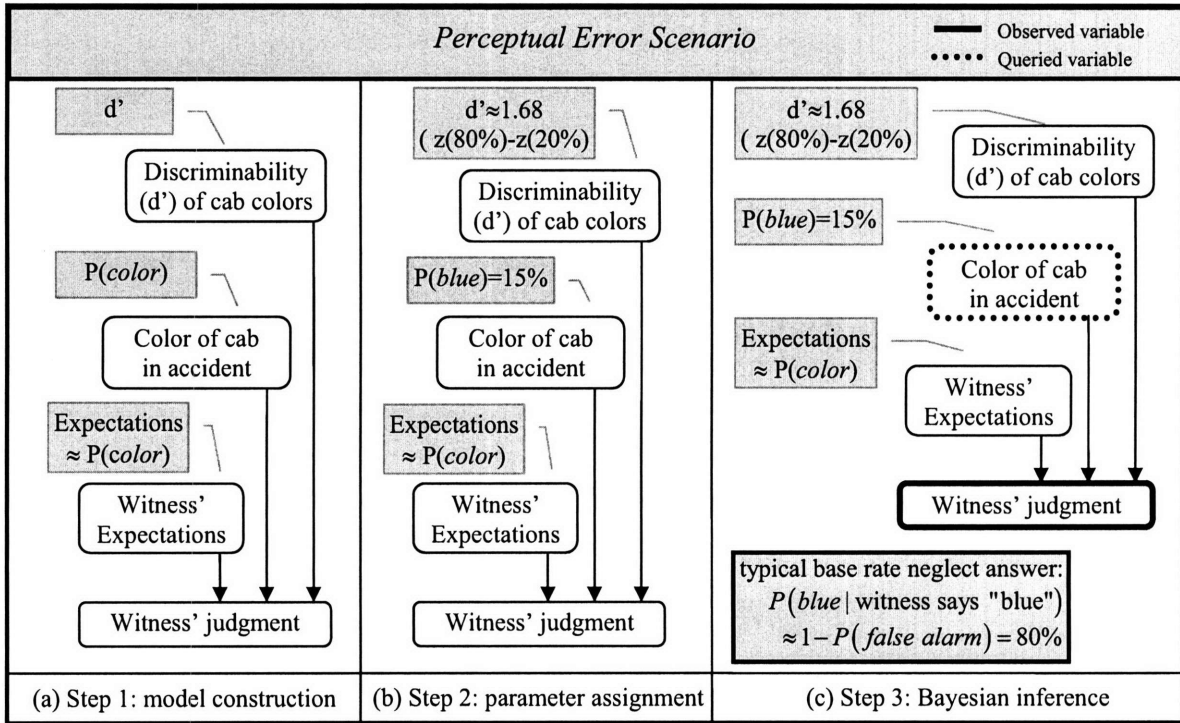 Perceptual Error Scenario
Observed variable
Queried variable
d’
Discriminability
(d’) of cab colors
P(color)
Color of cab
in accident
Expectations
≈ P(color)
Witness’
Expectations
Witness’ judgment
(a) Step 1: model construction
d’≈1.68
( z(80%)-z(20%)
Discriminability
(d’) of cab colors
P(blue)=15%
Color of cab
in accident
Expectations
≈ P(color)
Witness’
Expectations
Witness’ judgment
(b) Step 2: parameter assignment
d’≈1.68
( z(80%)-z(20%)
Discriminability
(d’) of cab colors
P(blue)=15%
Color of cab
in accident
Expectations
≈ P(color)
Witness’
Expectations
Witness’ judgment
typical base rate neglect answer:
P(blue | witness says "blue")
≈ 1 − P(false alarm) = 80%
(c) Step 3: Bayesian inference